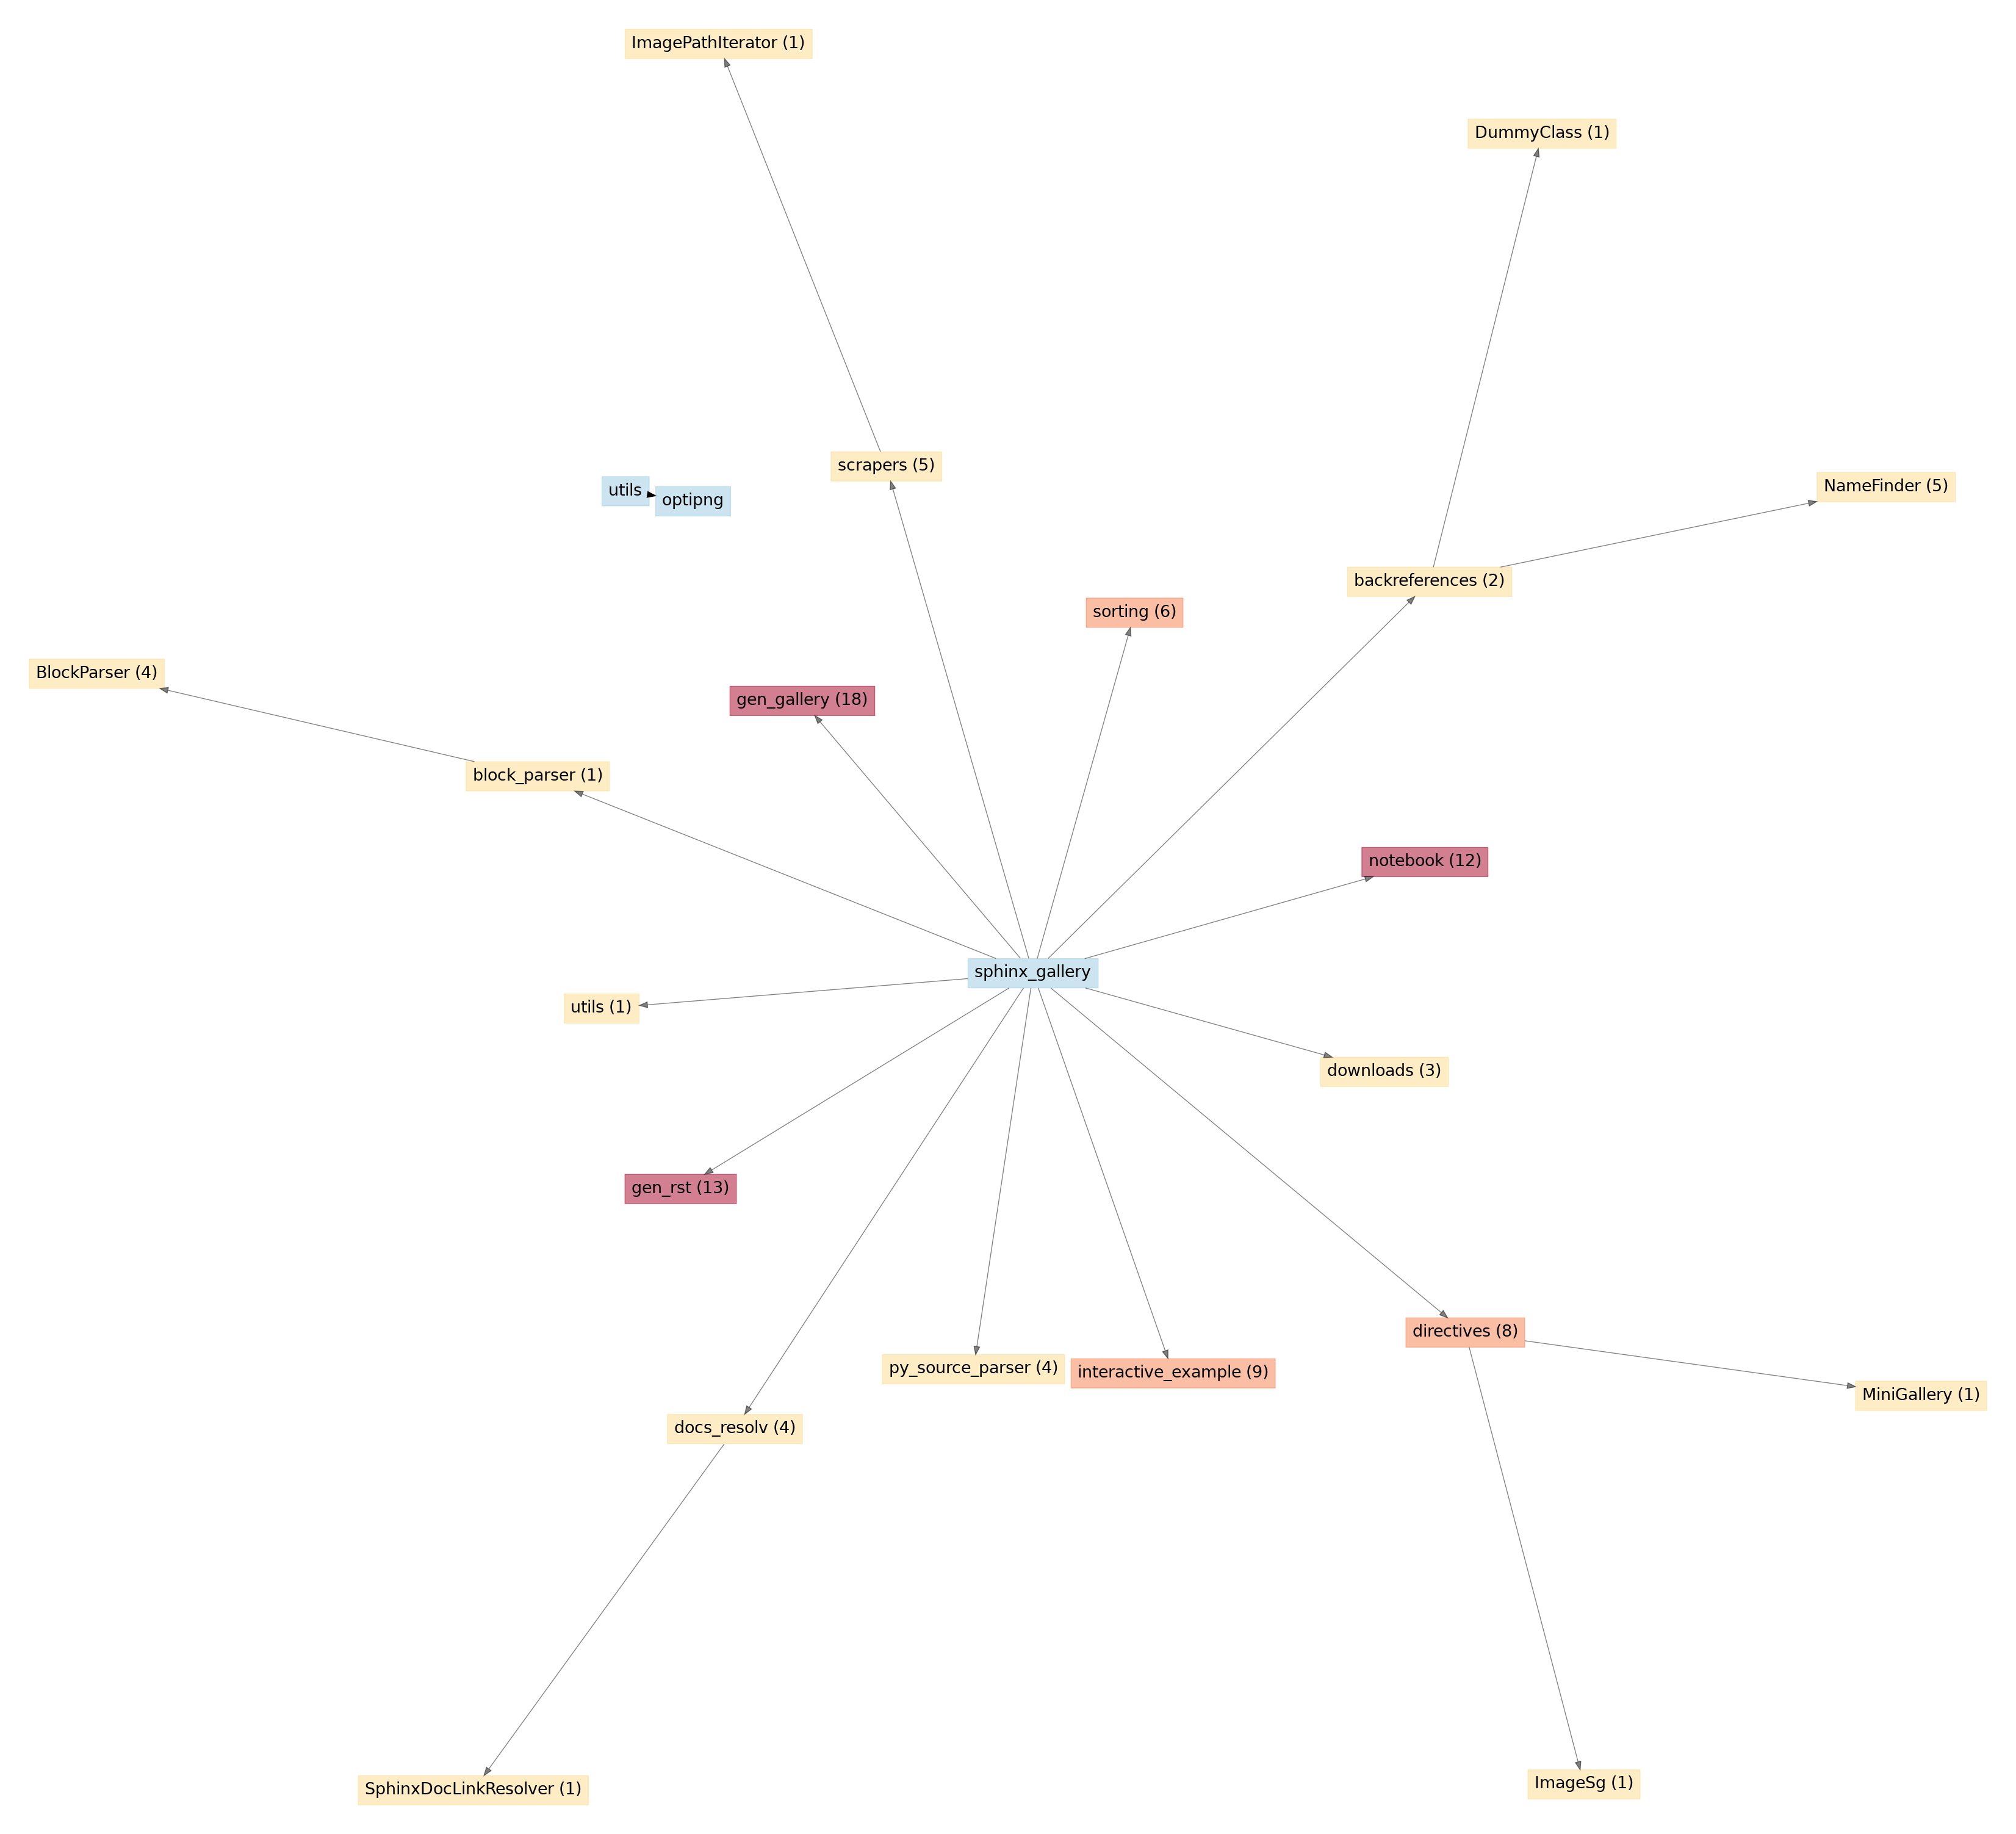 ImagePathIterator (1)
DummyClass (1)
scrapers (5)
NameFinder (5)
utils
optipng
backreferences (2)
sorting (6)
BlockParser (4)
gen_gallery (18)
block_parser (1)
notebook (12)
sphinx_gallery
utils (1)
downloads (3)
gen_rst (13)
directives (8)
py_source_parser (4)
interactive_example (9)
MiniGallery (1)
docs_resolv (4)
ImageSg (1)
SphinxDocLinkResolver (1)